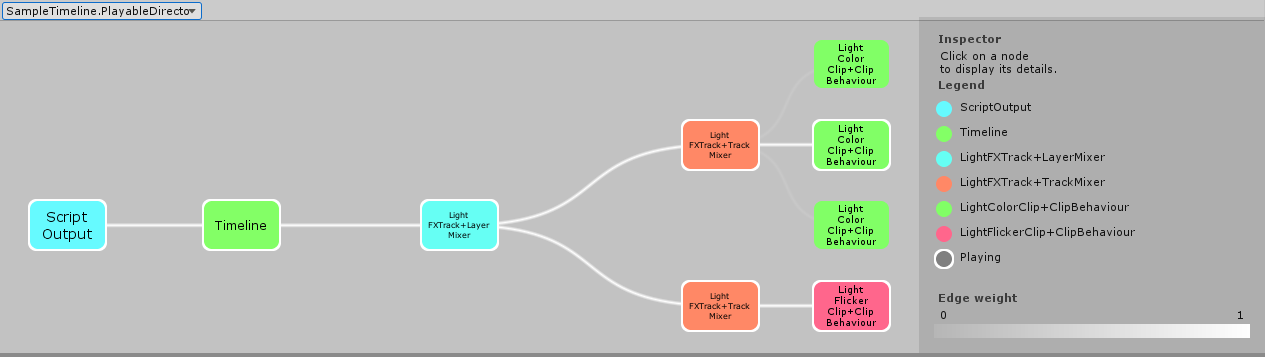 SampleTimeline.PlayableDirecto
Script
Output
Timeline
Light
FXTrack+Layer
Mixer
Light
FXTrack+Track
Mixer
Light
FXTrack+Track
Mixer
Light
Color
Clip+Clip
Behaviour
Light
Color
Clip+Clip
Behaviour
Light
Color
Clip+Clip
Behaviour
Light
Flicker
Clip+Clip
Behaviour
Inspector
Click on a node
to display its details.
Legend
ScriptOutput
Timeline
LightFXTrack+LayerMixer
LightFXTrack+TrackMixer
LightColorClip+ClipBehaviour
LightFlickerClip+ClipBehaviour
Playing
Edge weight
0 1